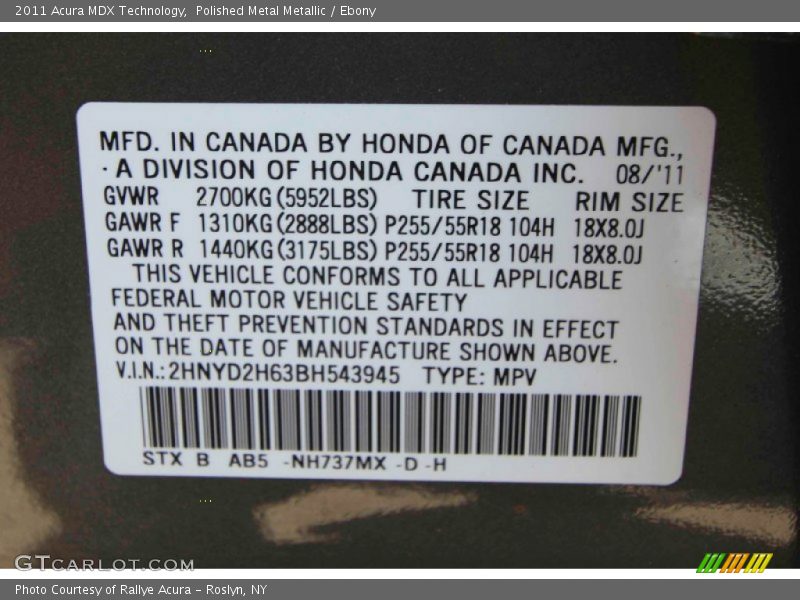 2011 Acura MDX Technology,  Polished Metal Metallic / Ebony
MFD. IN CANADA BY HONDA OF CANADA MFG.,
A DIVISION OF HONDA CANADA INC. 08/'11
GVWR 2700KG(5952LBS) TIRE SIZE RIM SIZE
GAWR F 1310KG(2888LBS) P255/55R18 104H 18X8.0J
GAWR R 1440KG(3175LBS) P255/55R18 104H 18X8.0J
THIS VEHICLE CONFORMS TO ALL APPLICABLE
FEDERAL MOTOR VEHICLE SAFETY
AND THEFT PREVENTION STANDARDS IN EFFECT
ON THE DATE OF MANUFACTURE SHOWN ABOVE.
V.I.N.:2HNYD2H63BH543945 TYPE: MPV
STX B AB5 -NH737MX -D -H
GTCARLOT.COM
Photo Courtesy of Rallye Acura – Roslyn, NY